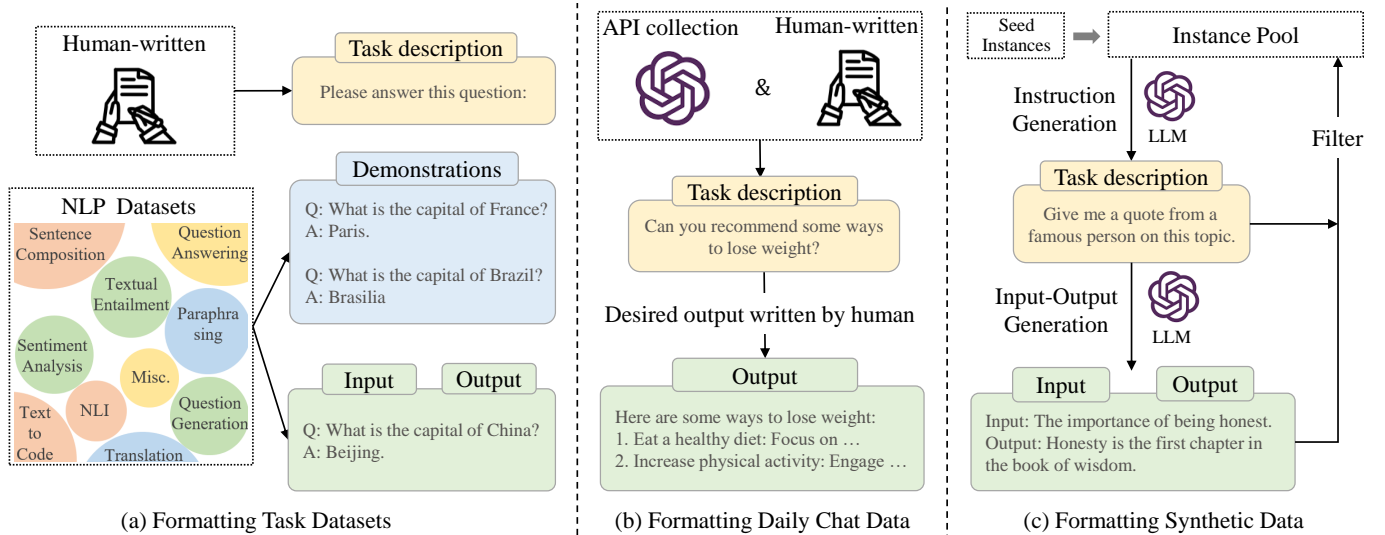 Human-written
Task description
Please answer this question:
NLP Datasets
Sentence
Composition
Question
Answering
Textual
Entailment
Paraphra
sing
Sentiment
Analysis
Misc.
NLI
Question
Generation
Text
to
Code
Translation
Demonstrations
Q: What is the capital of France?
A: Paris.
Q: What is the capital of Brazil?
A: Brasilia
Input
Output
Q: What is the capital of China?
A: Beijing.
(a) Formatting Task Datasets
API collection
&
Human-written
Task description
Can you recommend some ways
to lose weight?
Desired output written by human
Output
Here are some ways to lose weight:
1. Eat a healthy diet: Focus on …
2. Increase physical activity: Engage …
(b) Formatting Daily Chat Data
Seed
Instances
Instance Pool
Instruction
Generation
LLM
Filter
Task description
Give me a quote from a
famous person on this topic.
Input-Output
Generation
LLM
Input
Output
Input: The importance of being honest.
Output: Honesty is the first chapter in
the book of wisdom.
(c) Formatting Synthetic Data